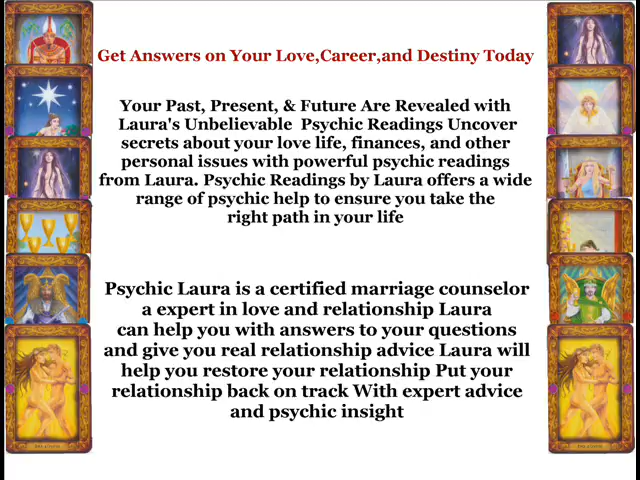 Get Answers on Your Love,Career,and Destiny Today
Your Past, Present, & Future Are Revealed with
Laura's Unbelievable Psychic Readings Uncover
secrets about your love life, finances, and other
personal issues with powerful psychic readings
from Laura. Psychic Readings by Laura offers a wide
range of psychic help to ensure you take the
right path in your life
Psychic Laura is a certified marriage counselor
a expert in love and relationship Laura
can help you with answers to your questions
and give you real relationship advice Laura will
help you restore your relationship Put your
relationship back on track With expert advice
and psychic insight